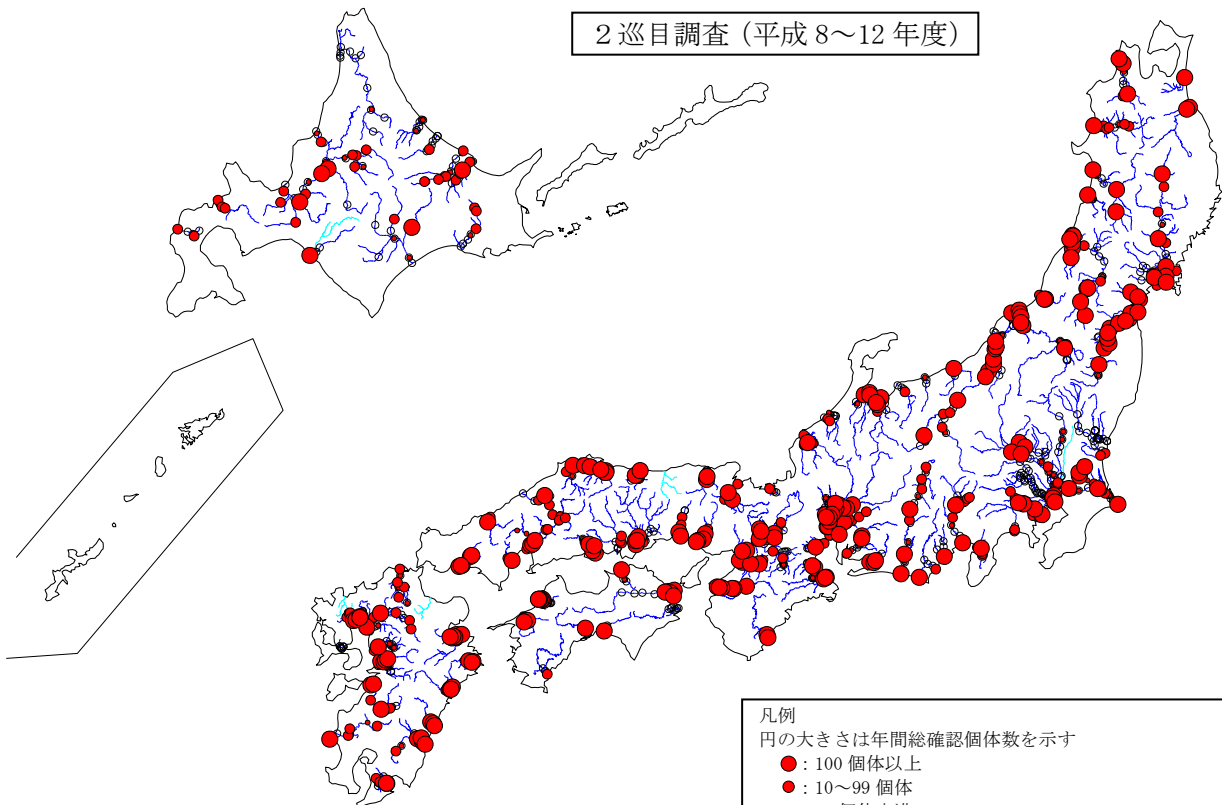 ２巡目調査（平成 8～12 年度）
凡例
円の大きさは年間総確認個体数を示す
：100 個体以上
：10～99 個体